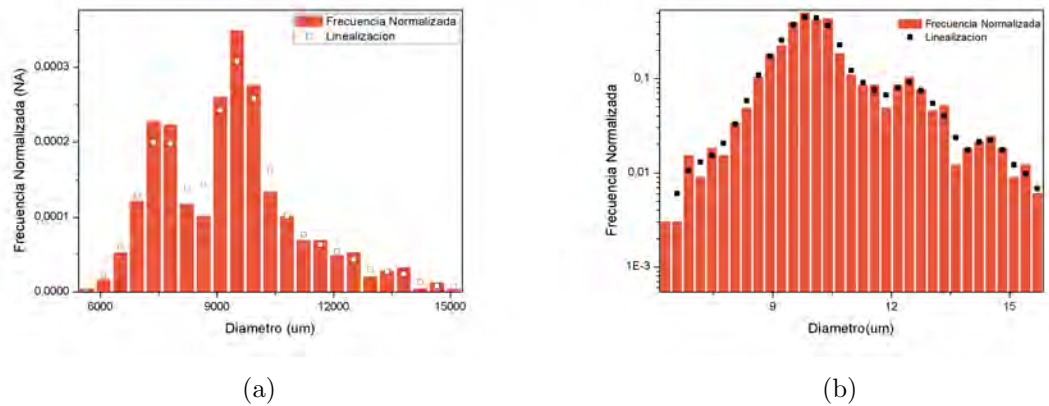 Frecuencia Normalizada
Linealizacion
Frecuencia Normalizada (NA)
0.0003
0.0002
0.0001
0.0000
6000
9000
12000
15000
Diametro (um)
(a)
Frecuencia Normalizada
Linealización
Frecuencia Normalizada
0,1
0,01
1E-3
9
12
15
Diametro(um)
(b)